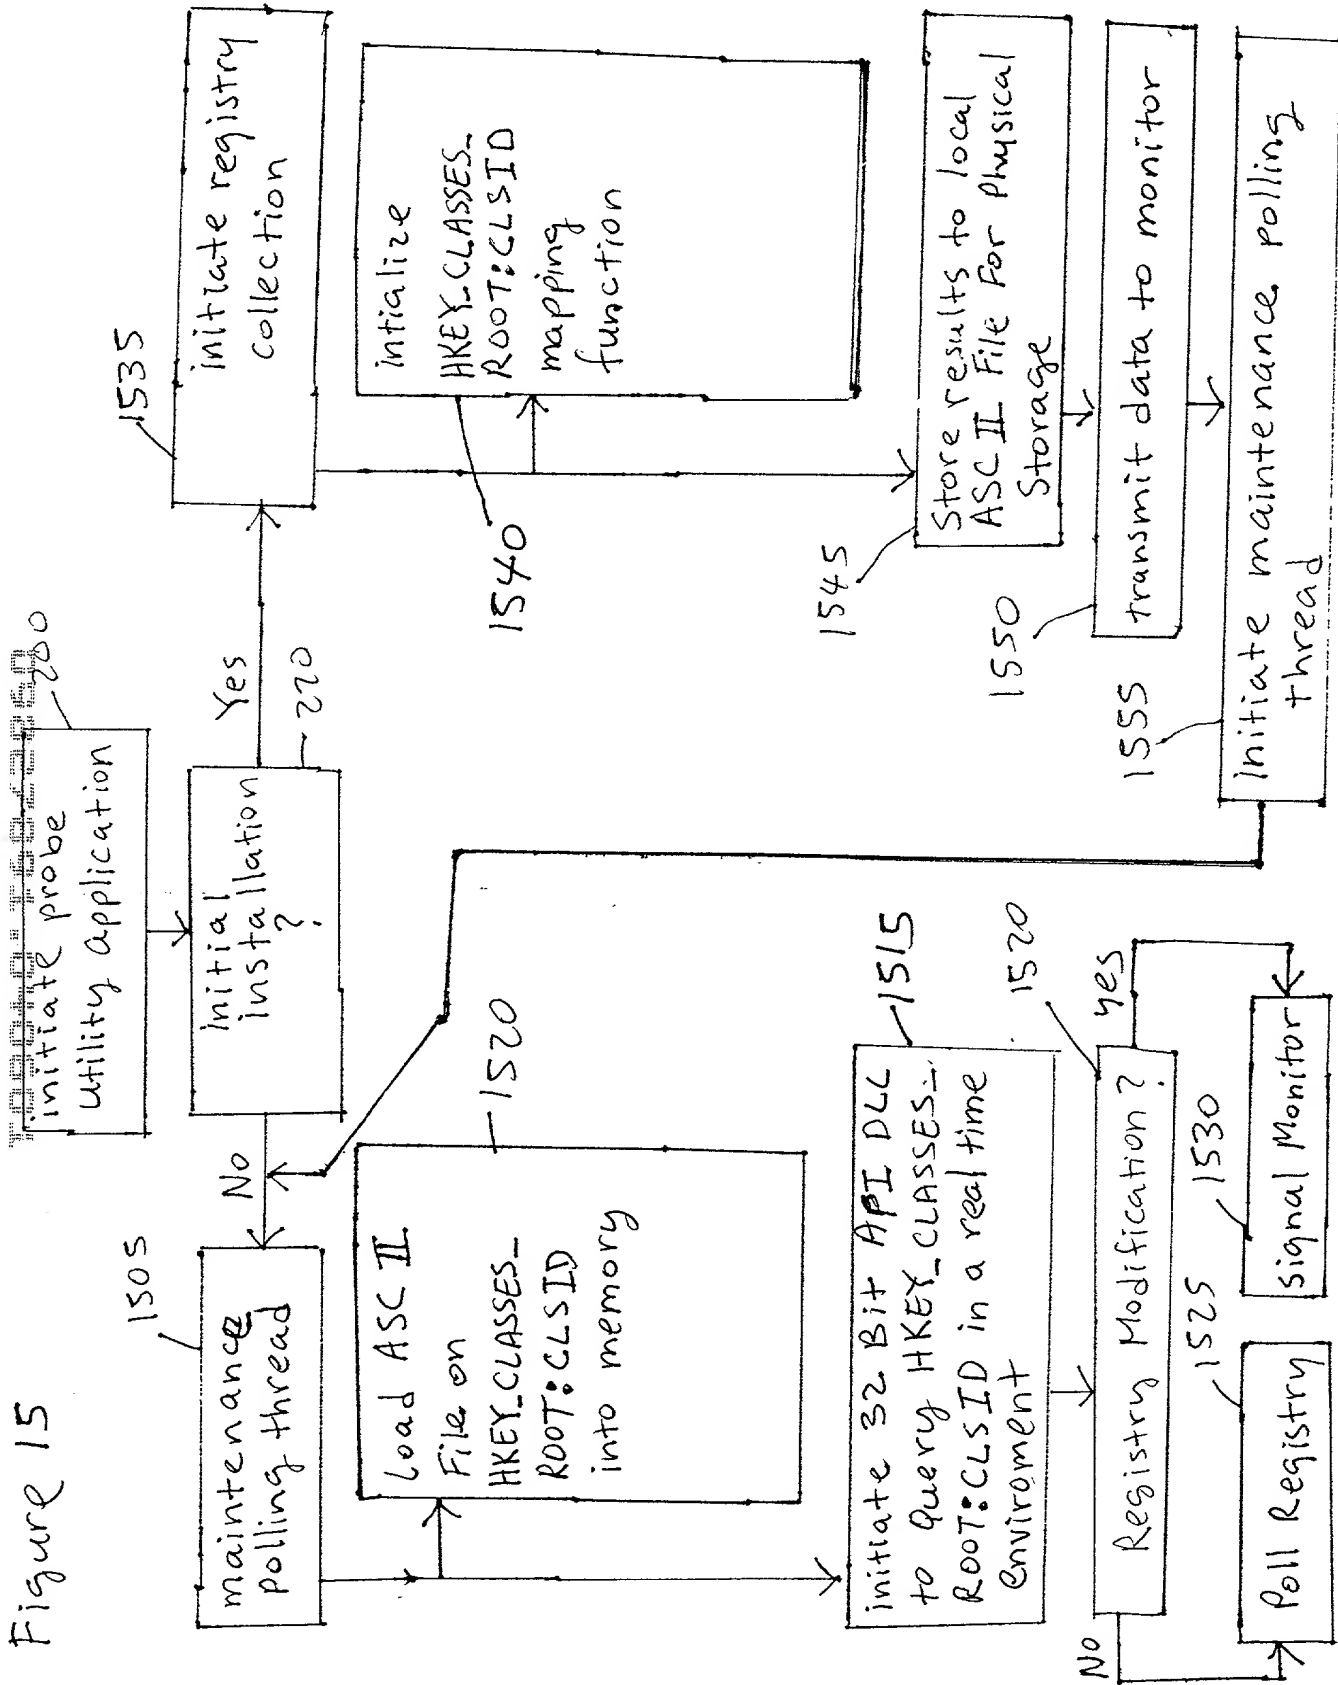 Figure 15
initiate probe
utility application
200
initial
installation
?
220
No
Yes
1505
maintenance
polling thread
Load ASC II
File on
HKEY_CLASSES_
ROOT:CLSID
into memory
1520
initiate 32 Bit API DLL
to Query HKEY_CLASSES_
ROOT:CLSID in a real time
enviroment
1515
Registry Modification?
1520
No
yes
Poll Registry
1525
signal Monitor
1530
1535
initiate registry
collection
intialize
HKEY_CLASSES_
ROOT:CLSID
mapping
function
1540
1545
Store results to local
ASC II File For Physical
Storage
1550
transmit data to monitor
1555
initiate maintenance polling
thread